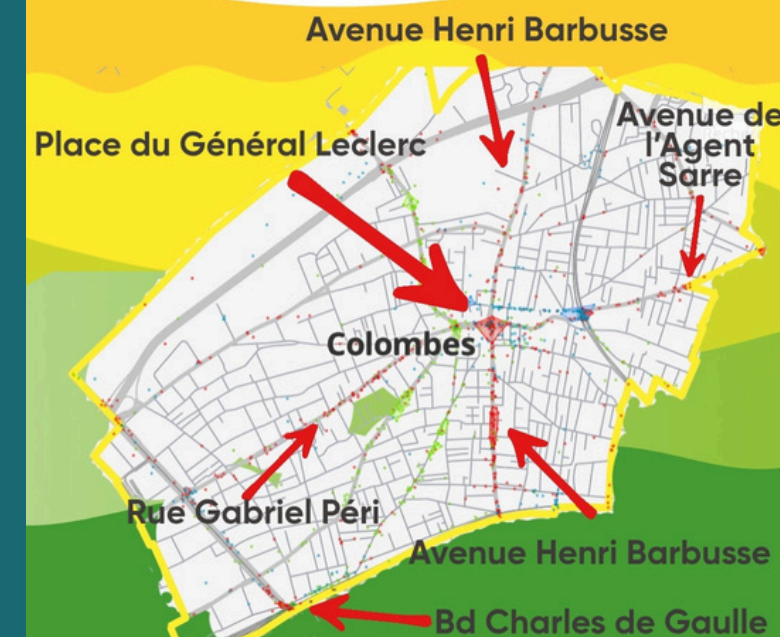 Avenue Henri Barbusse
Avenue de
l'Agent
Sarre
Place du Général Leclerc
Colombes
Rue Gabriel Péri
Avenue Henri Barbusse
Bd Charles de Gaulle